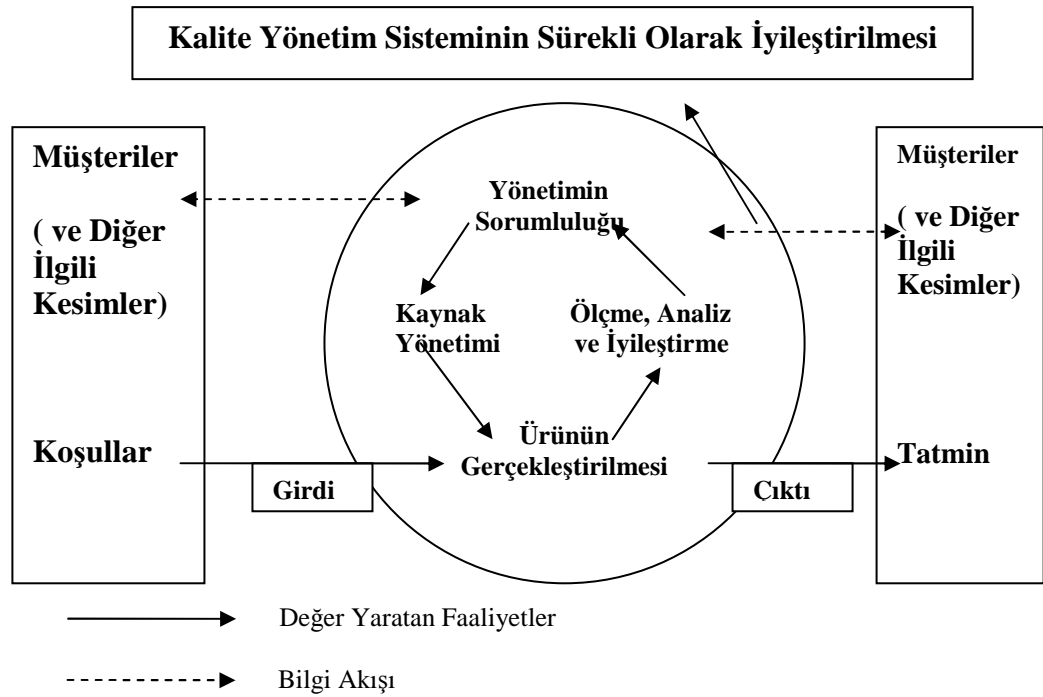 Kalite Yönetim Sisteminin Sürekli Olarak İyileştirilmesi
Müşteriler
( ve Diğer
İlgili
Kesimler)
Koşullar
Girdi
Yönetimin
Sorumluluğu
Kaynak
Yönetimi
Ölçme, Analiz
ve İyileştirme
Ürünün
Gerçekleştirilmesi
Çıktı
Müşteriler
( ve Diğer
İlgili
Kesimler)
Tatmin
Değer Yaratan Faaliyetler
Bilgi Akışı